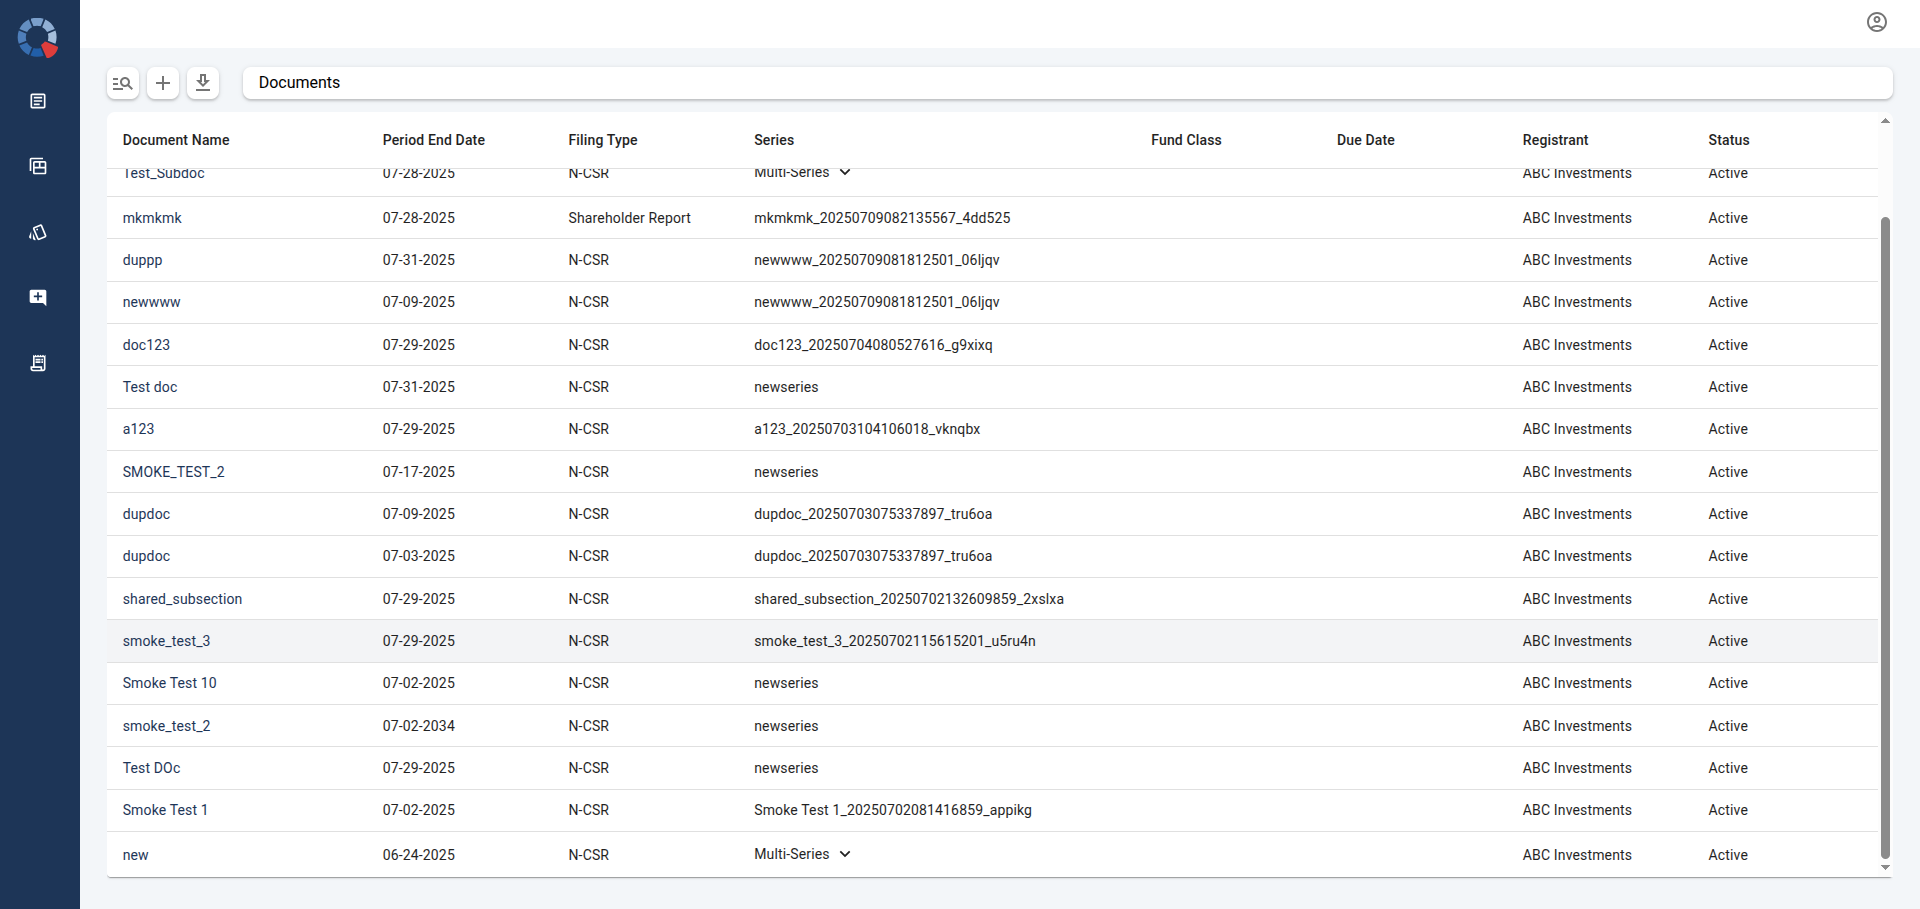 Documents
Document Name Period End Date Filing Type Series Fund Class Due Date Registrant Status
Test_Subdoc 07-28-2025 N-CSR Multi-Series ABC Investments Active
mkmkmk 07-28-2025 Shareholder Report mkmkmk_20250709082135567_4dd525 ABC Investments Active
duppp 07-31-2025 N-CSR newwww_20250709081812501_06ljqv ABC Investments Active
newwww 07-09-2025 N-CSR newwww_20250709081812501_06ljqv ABC Investments Active
doc123 07-29-2025 N-CSR doc123_20250704080527616_g9xixq ABC Investments Active
Test doc 07-31-2025 N-CSR newseries ABC Investments Active
a123 07-29-2025 N-CSR a123_20250703104106018_vknqbx ABC Investments Active
SMOKE_TEST_2 07-17-2025 N-CSR newseries ABC Investments Active
dupdoc 07-09-2025 N-CSR dupdoc_20250703075337897_tru6oa ABC Investments Active
dupdoc 07-03-2025 N-CSR dupdoc_20250703075337897_tru6oa ABC Investments Active
shared_subsection 07-29-2025 N-CSR shared_subsection_20250702132609859_2xslxa ABC Investments Active
smoke_test_3 07-29-2025 N-CSR smoke_test_3_20250702115615201_u5ru4n ABC Investments Active
Smoke Test 10 07-02-2025 N-CSR newseries ABC Investments Active
smoke_test_2 07-02-2034 N-CSR newseries ABC Investments Active
Test DOc 07-29-2025 N-CSR newseries ABC Investments Active
Smoke Test 1 07-02-2025 N-CSR Smoke Test 1_20250702081416859_appikg ABC Investments Active
new 06-24-2025 N-CSR Multi-Series ABC Investments Active